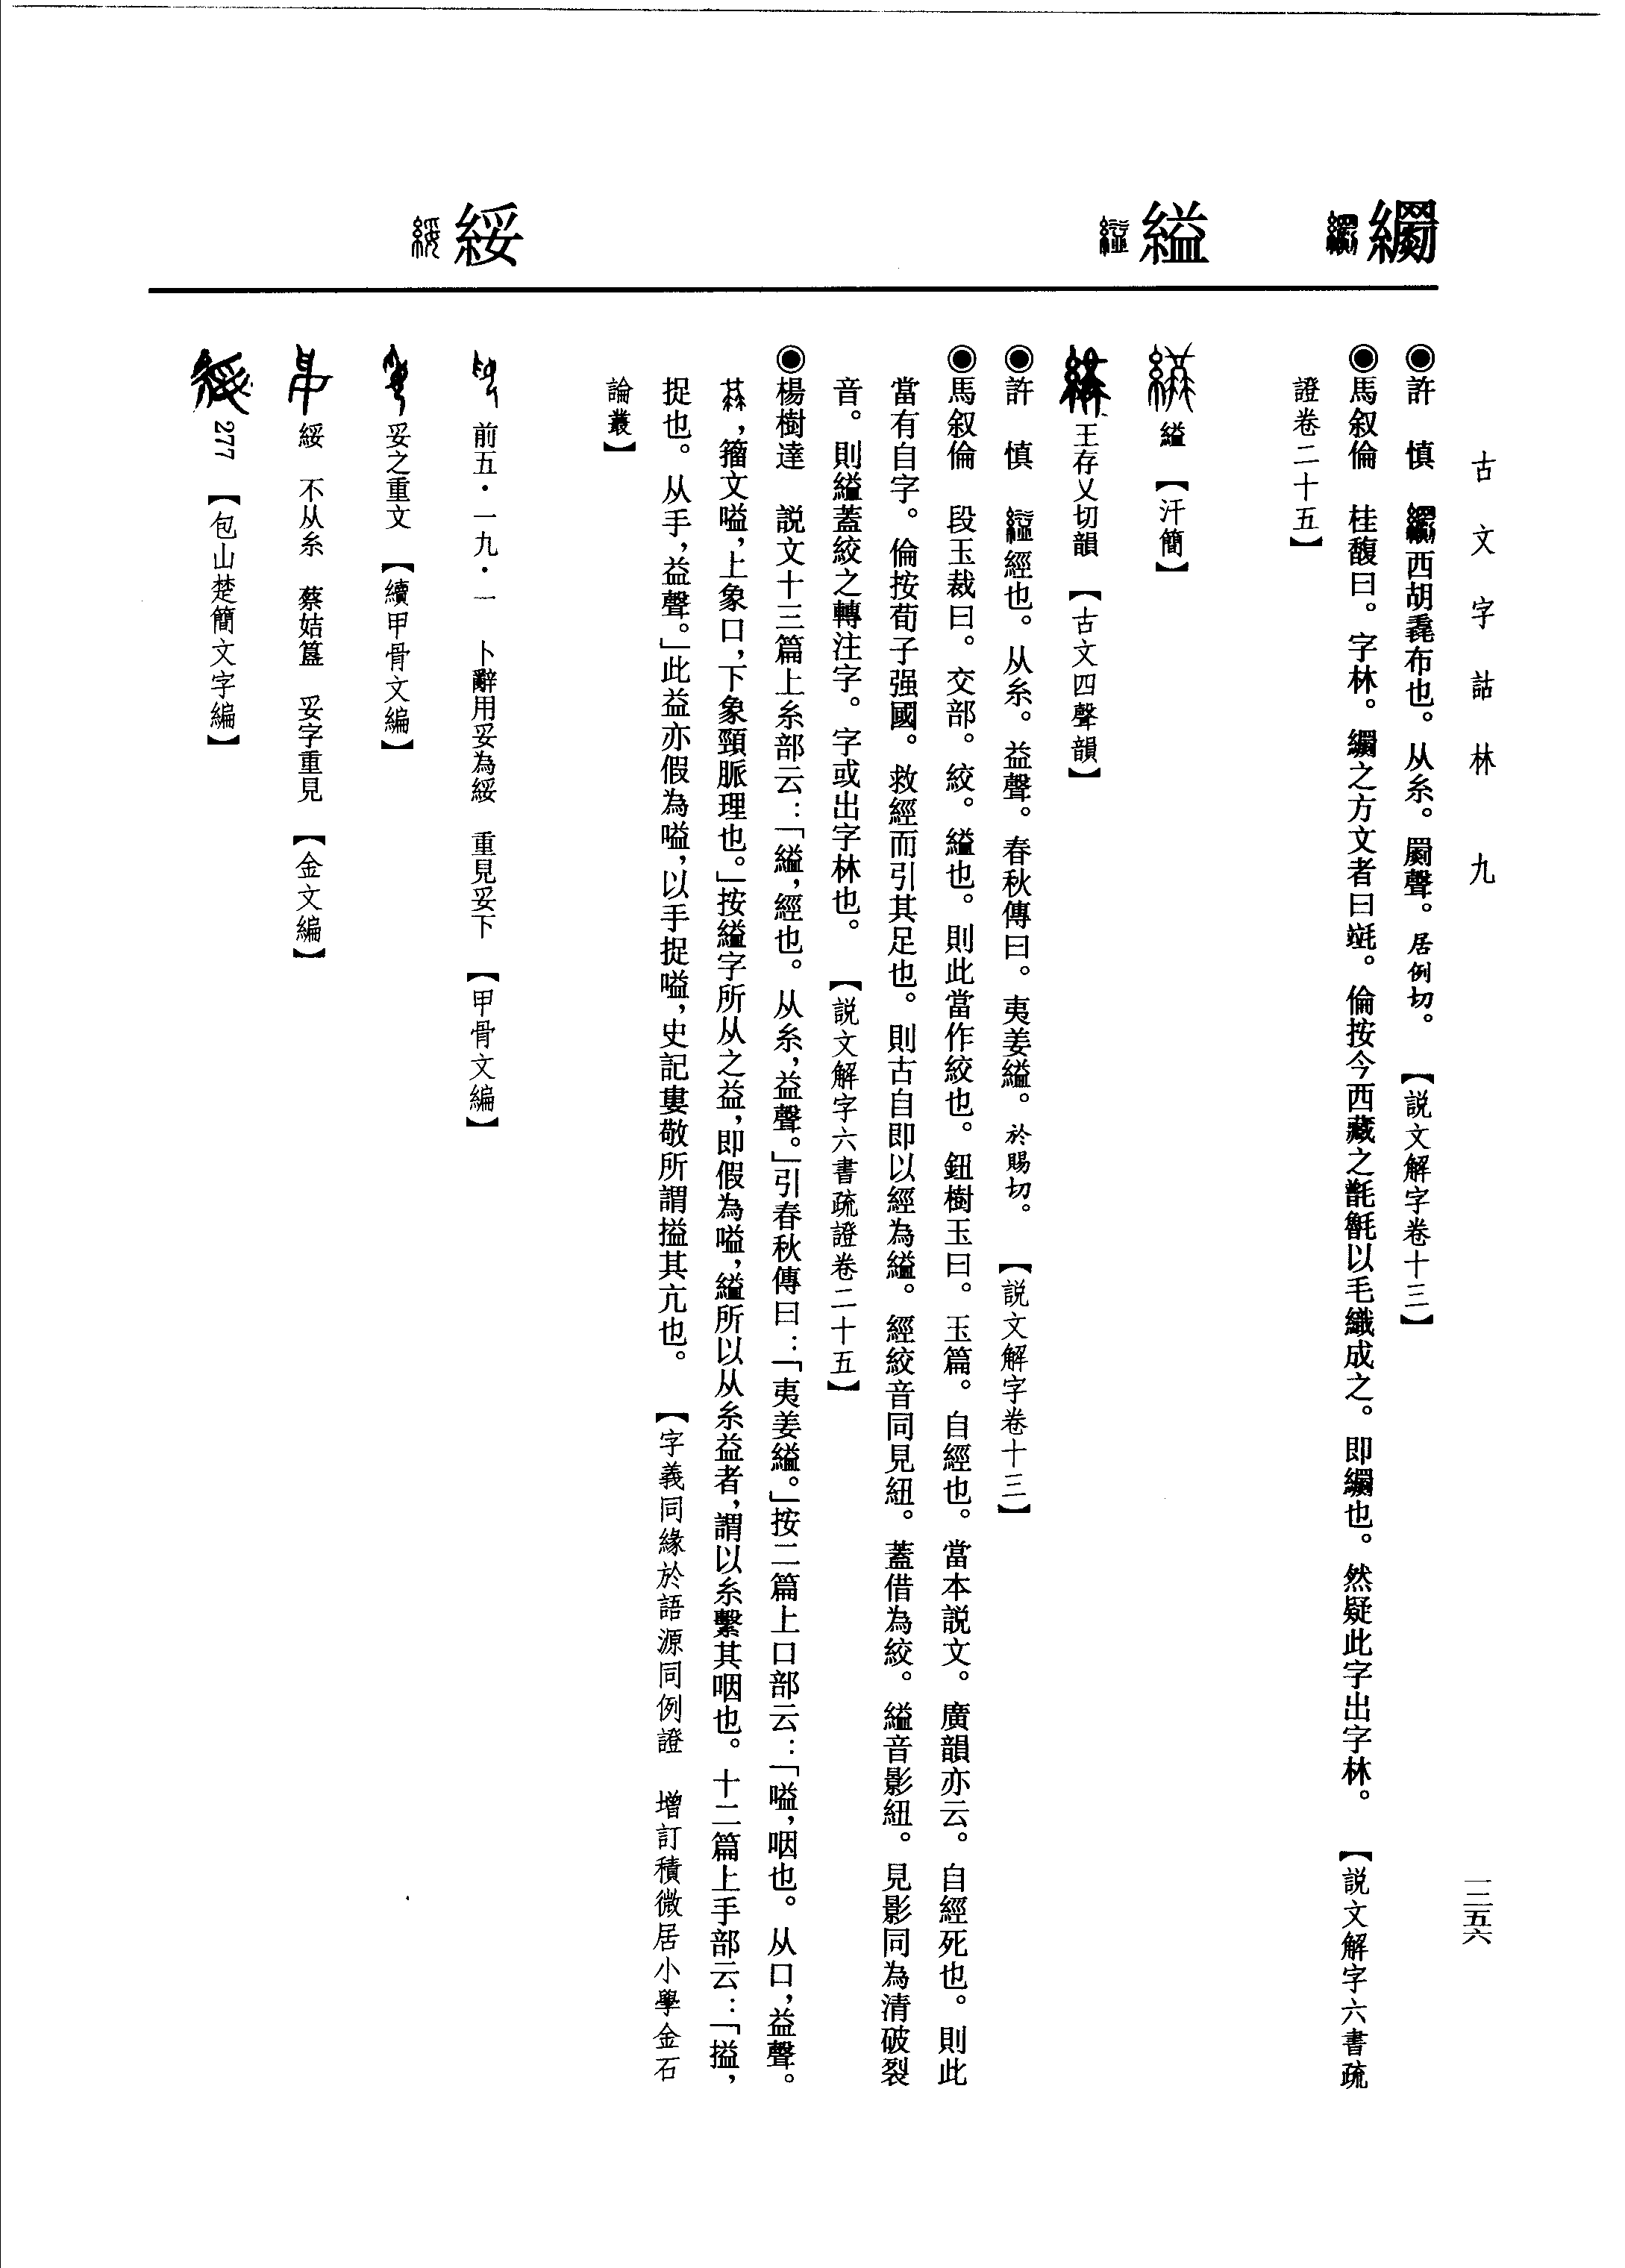 古文字詁林 九
一二五六
緺
縊
綏
◉許 慎 西胡毳布也。从糸。罽聲。居例切。 【説文解字卷十三】
◉馬叙倫 桂馥曰。字林。之方文者曰㲪。倫按今西藏之氆氇以毛織成之。即也。然疑此字出字林。 【説文解字六書疏
證卷二十五】
縊 【汗簡】
王存乂切韻 【古文四聲韻】
◉許 慎 經也。从糸。益聲。春秋傳曰。夷姜縊。於賜切。 【説文解字卷十三】
◉馬叙倫 段玉裁曰。交部。絞。縊也。則此當作絞也。鈕樹玉曰。玉篇。自經也。當本説文。廣韻亦云。自經死也。則此
當有自字。倫按荀子强國。救經而引其足也。則古自即以經為縊。經絞音同見紐。蓋借為絞。縊音影紐。見影同為清破裂
音。則縊蓋絞之轉注字。字或出字林也。 【説文解字六書疏證卷二十五】
◉楊樹達 説文十三篇上糸部云：「縊，經也。从糸，益聲。」引春秋傳曰：「夷姜縊。」按二篇上口部云：「嗌，咽也。从口，益聲。
，籀文嗌，上象口，下象頸脈理也。」按縊字所从之益，即假為嗌，縊所以从糸益者，謂以糸繫其咽也。十二篇上手部云：「搤，
捉也。从手，益聲。」此益亦假為嗌，以手捉嗌，史記婁敬所謂搤其亢也。 【字義同緣於語源同例證 增訂積微居小學金石
論叢】
前五·一九·一 卜辭用妥為綏 重見妥下 【甲骨文編】
妥之重文 【續甲骨文編】
綏 不从糸 蔡姞簋 妥字重見 【金文編】
277 【包山楚簡文字編】